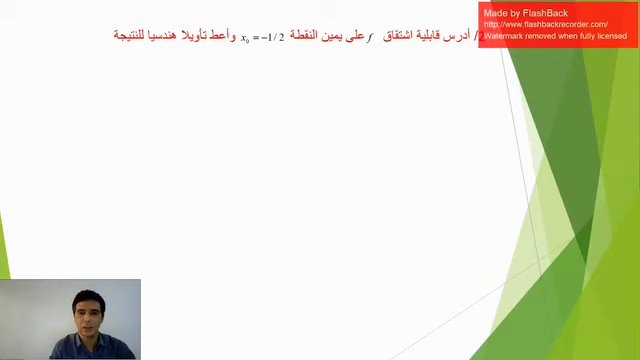 2/ أدرس قابلية اشتقاق f على يمين النقطة x₀ = −1/2 وأعط تأويلا هندسيا للنتيجة
Made by FlashBack
http://www.flashbackrecorder.com/
Watermark removed when fully licensed